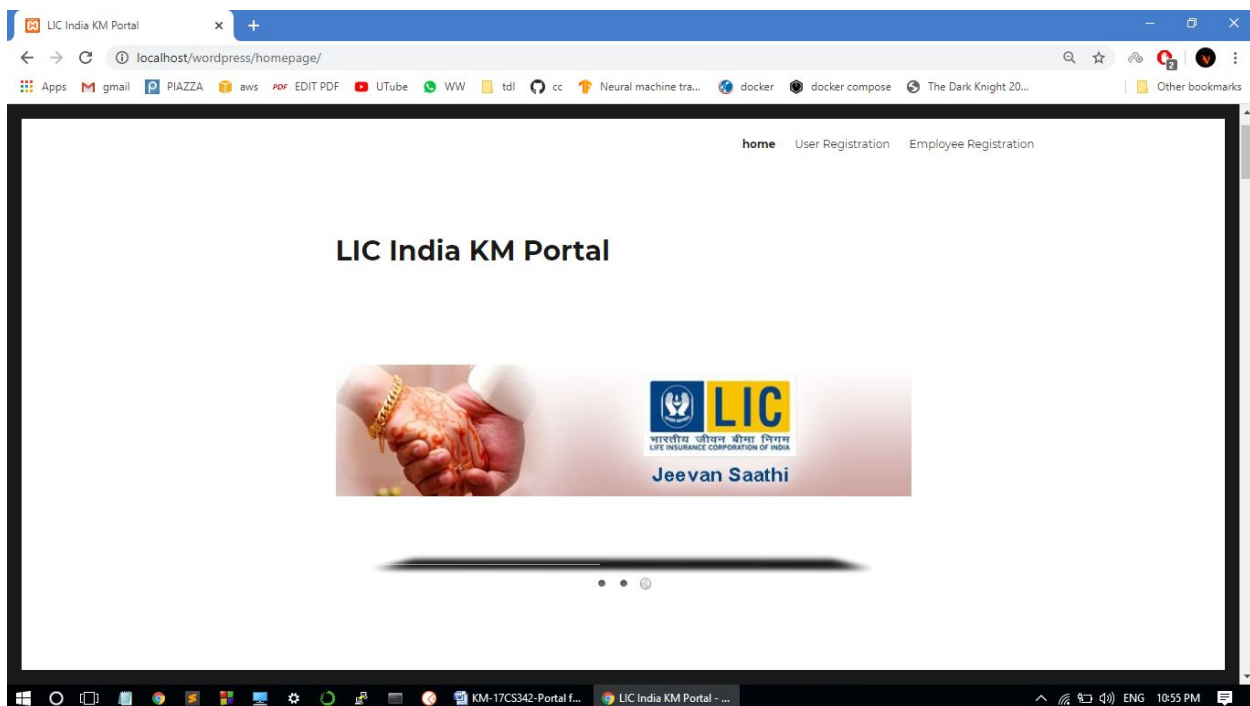 LIC India KM Portal
localhost/wordpress/homepage/
Apps gmail PIAZZA aws PDF EDIT PDF UTube WW tdl cc Neural machine tra... docker docker compose The Dark Knight 20... Other bookmarks
home User Registration Employee Registration
LIC India KM Portal
LIC
भारतीय जीवन बीमा निगम
LIFE INSURANCE CORPORATION OF INDIA
Jeevan Saathi
KM-17CS342-Portal f... LIC India KM Portal - ... ENG 10:55 PM